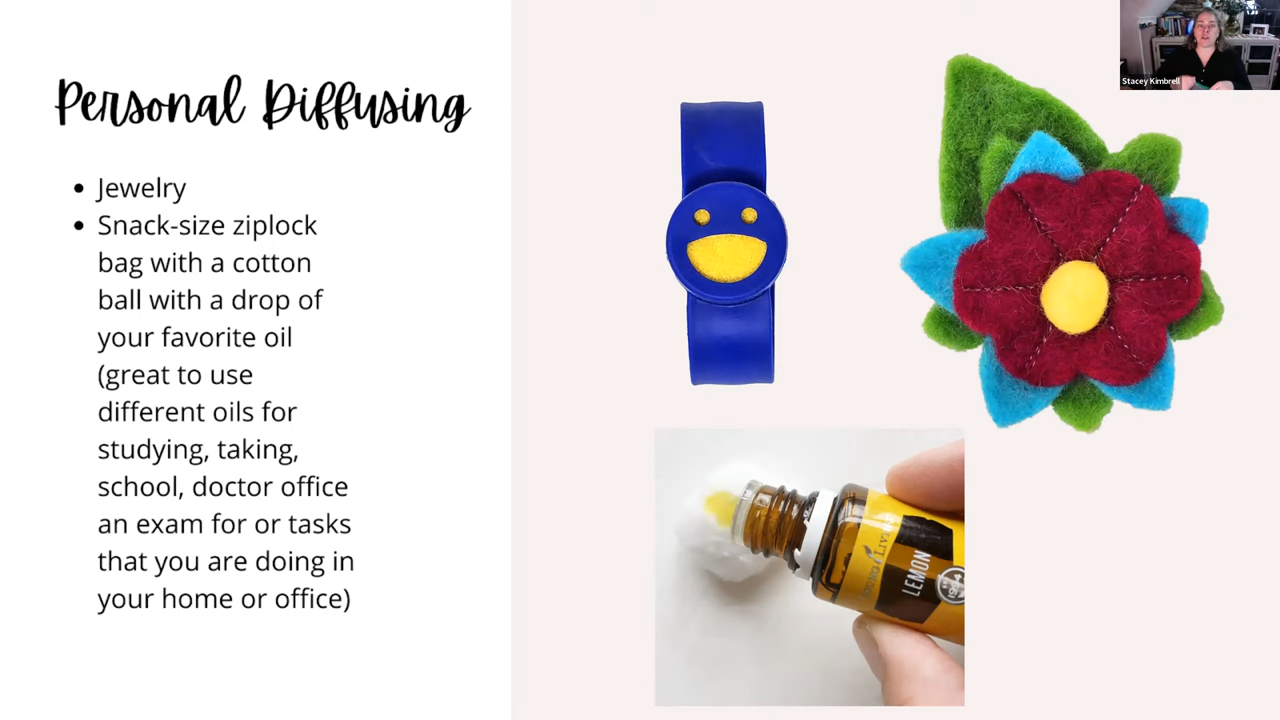 Personal Diffusing
• Jewelry
• Snack-size ziplock
bag with a cotton
ball with a drop of
your favorite oil
(great to use
different oils for
studying, taking,
school, doctor office
an exam for or tasks
that you are doing in
your home or office)
Stacey Kimbrell
YOUNG LIVING
LEMON